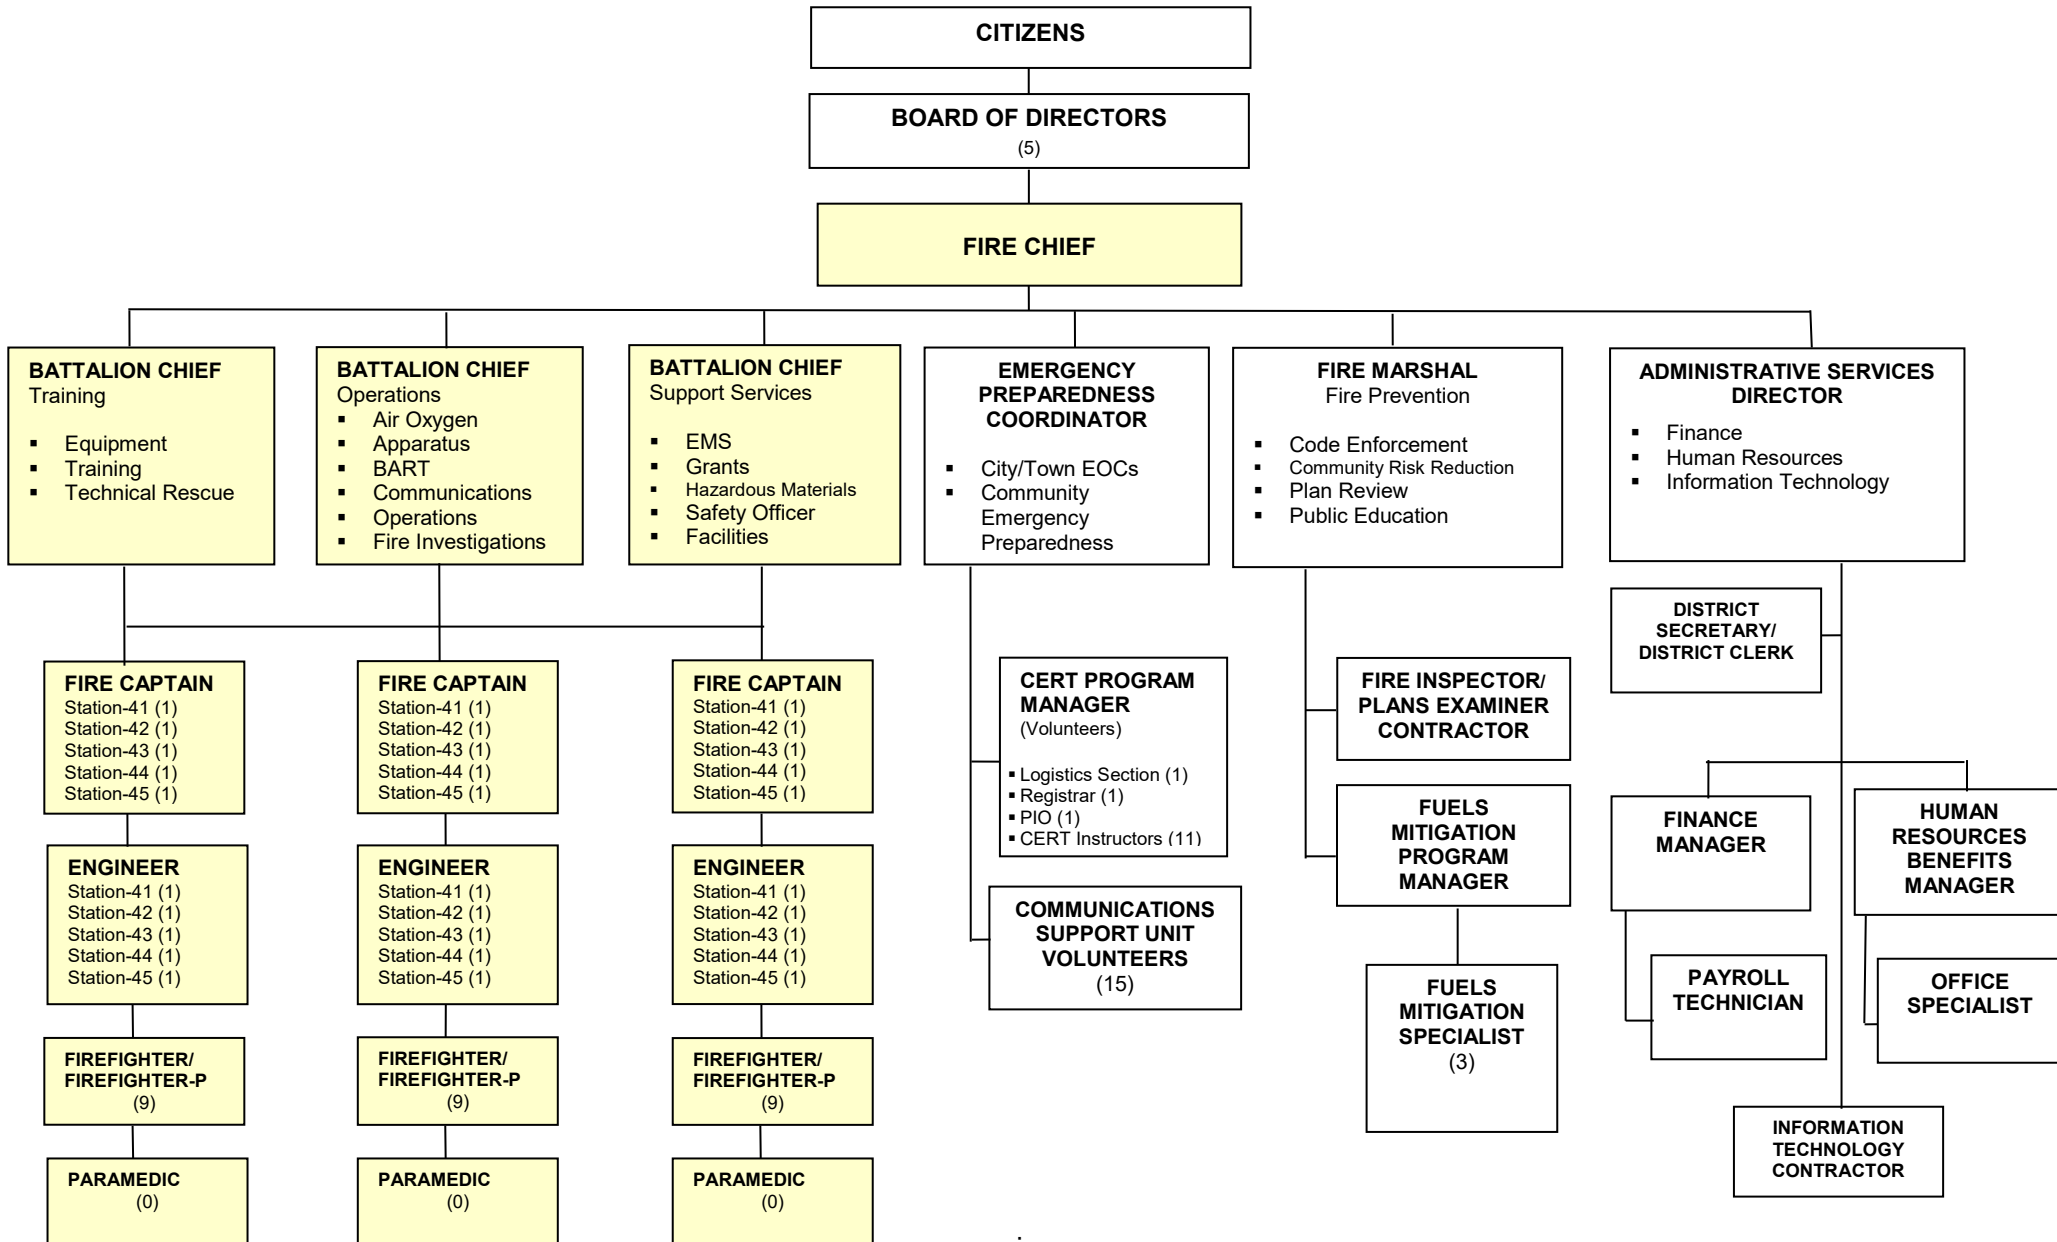 CITIZENS
BOARD OF DIRECTORS
(5)
FIRE CHIEF
BATTALION CHIEF
Training
▪ Equipment
▪ Training
▪ Technical Rescue
BATTALION CHIEF
Operations
▪ Air Oxygen
▪ Apparatus
▪ BART
▪ Communications
▪ Operations
▪ Fire Investigations
BATTALION CHIEF
Support Services
▪ EMS
▪ Grants
▪ Hazardous Materials
▪ Safety Officer
▪ Facilities
EMERGENCY
PREPAREDNESS
COORDINATOR
▪ City/Town EOCs
▪ Community
Emergency
Preparedness
FIRE MARSHAL
Fire Prevention
▪ Code Enforcement
▪ Community Risk Reduction
▪ Plan Review
▪ Public Education
ADMINISTRATIVE SERVICES
DIRECTOR
▪ Finance
▪ Human Resources
▪ Information Technology
FIRE CAPTAIN
Station-41 (1)
Station-42 (1)
Station-43 (1)
Station-44 (1)
Station-45 (1)
FIRE CAPTAIN
Station-41 (1)
Station-42 (1)
Station-43 (1)
Station-44 (1)
Station-45 (1)
FIRE CAPTAIN
Station-41 (1)
Station-42 (1)
Station-43 (1)
Station-44 (1)
Station-45 (1)
ENGINEER
Station-41 (1)
Station-42 (1)
Station-43 (1)
Station-44 (1)
Station-45 (1)
ENGINEER
Station-41 (1)
Station-42 (1)
Station-43 (1)
Station-44 (1)
Station-45 (1)
ENGINEER
Station-41 (1)
Station-42 (1)
Station-43 (1)
Station-44 (1)
Station-45 (1)
FIREFIGHTER/
FIREFIGHTER-P
(9)
FIREFIGHTER/
FIREFIGHTER-P
(9)
FIREFIGHTER/
FIREFIGHTER-P
(9)
PARAMEDIC
(0)
PARAMEDIC
(0)
PARAMEDIC
(0)
CERT PROGRAM
MANAGER
(Volunteers)
▪ Logistics Section (1)
▪ Registrar (1)
▪ PIO (1)
▪ CERT Instructors (11)
COMMUNICATIONS
SUPPORT UNIT
VOLUNTEERS
(15)
FIRE INSPECTOR/
PLANS EXAMINER
CONTRACTOR
FUELS
MITIGATION
PROGRAM
MANAGER
FUELS
MITIGATION
SPECIALIST
(3)
DISTRICT
SECRETARY/
DISTRICT CLERK
FINANCE
MANAGER
HUMAN
RESOURCES
BENEFITS
MANAGER
PAYROLL
TECHNICIAN
OFFICE
SPECIALIST
INFORMATION
TECHNOLOGY
CONTRACTOR
.